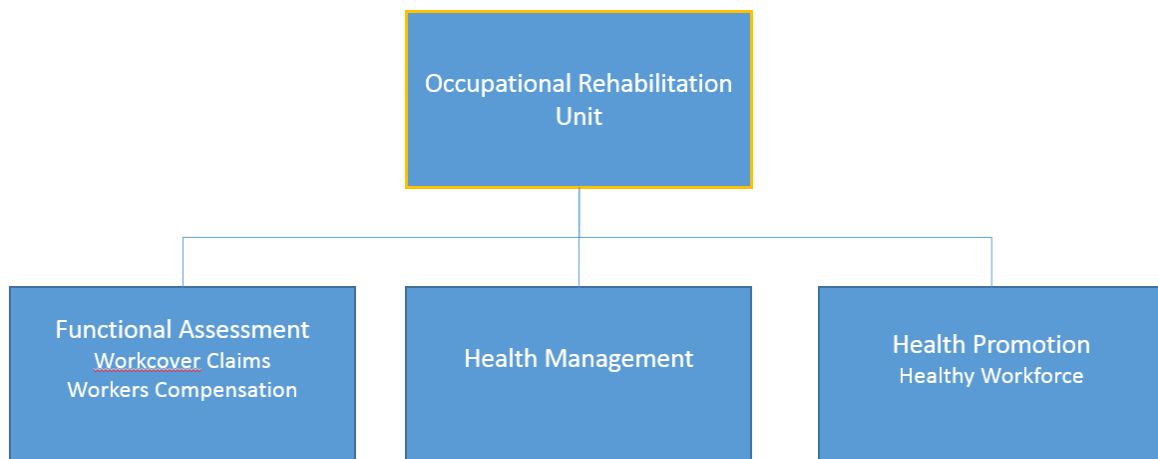 Occupational Rehabilitation
Unit
Functional Assessment
Workcover Claims
Workers Compensation
Health Management
Health Promotion
Healthy Workforce